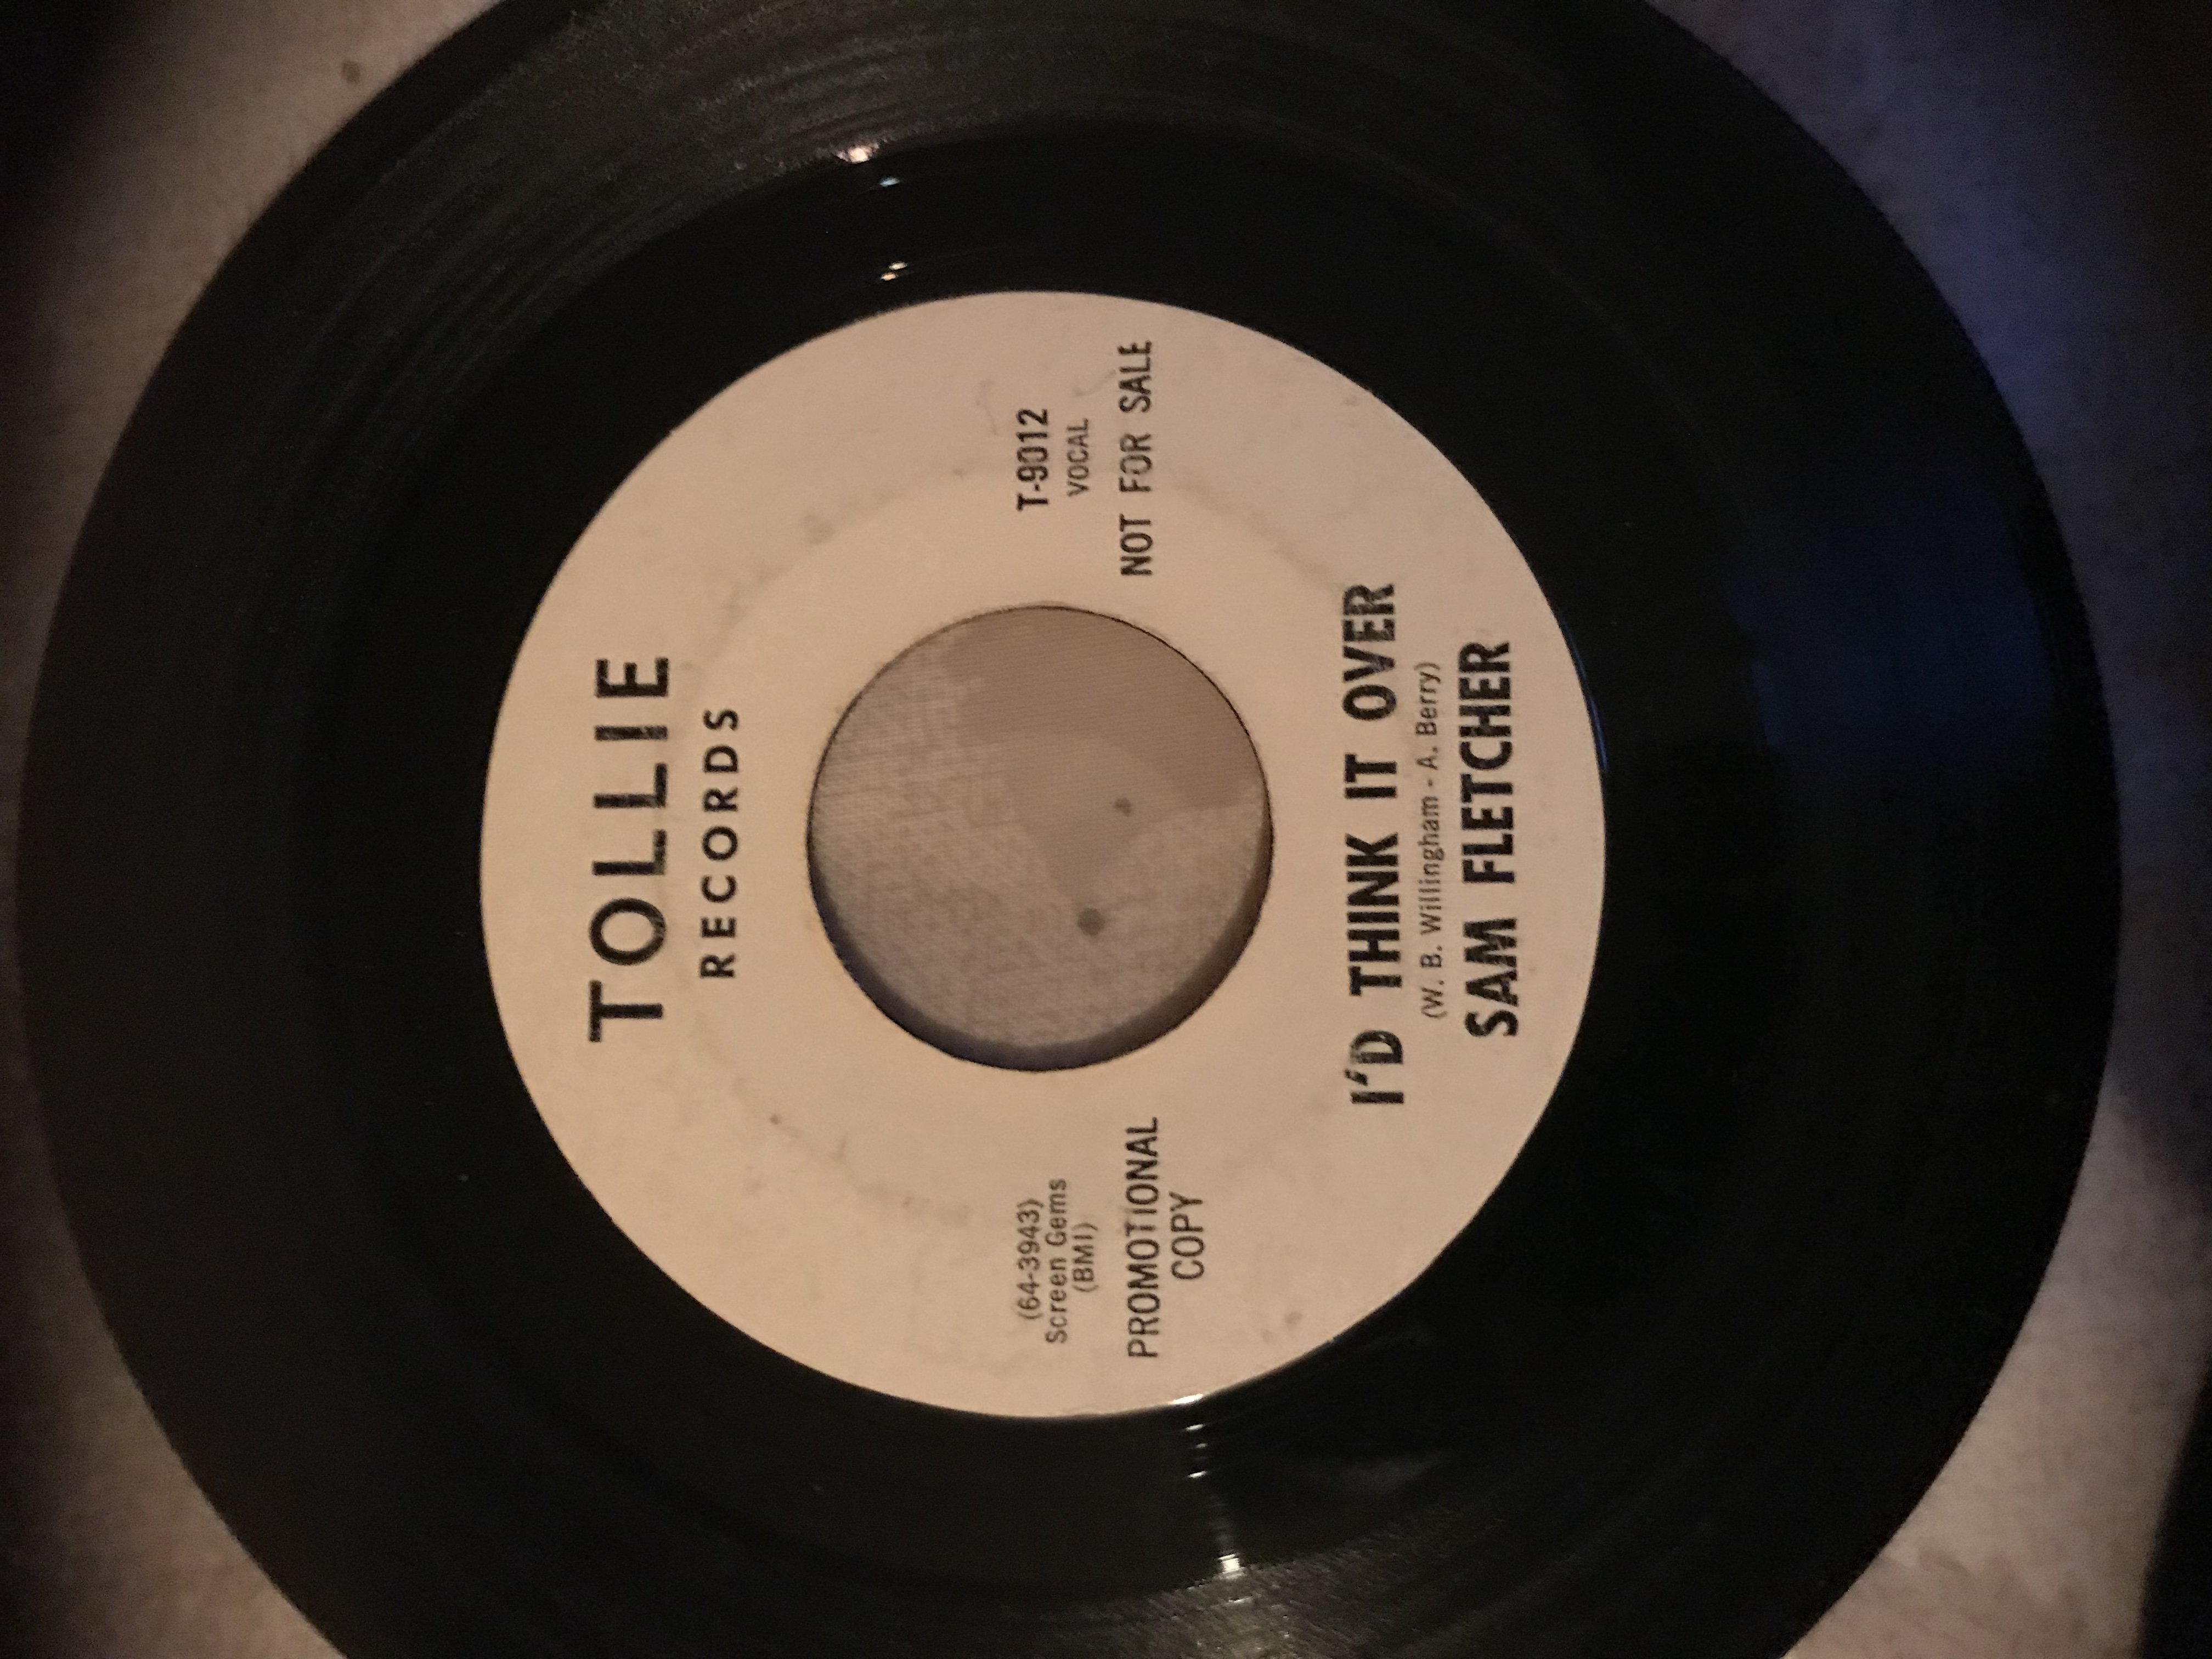 TOLLIE
RECORDS
(64-3943)
Screen Gems
(BMI)
PROMOTIONAL
COPY
T-9012
VOCAL
NOT FOR SALE
I'D THINK IT OVER
(W. B. Willingham - A. Berry)
SAM FLETCHER